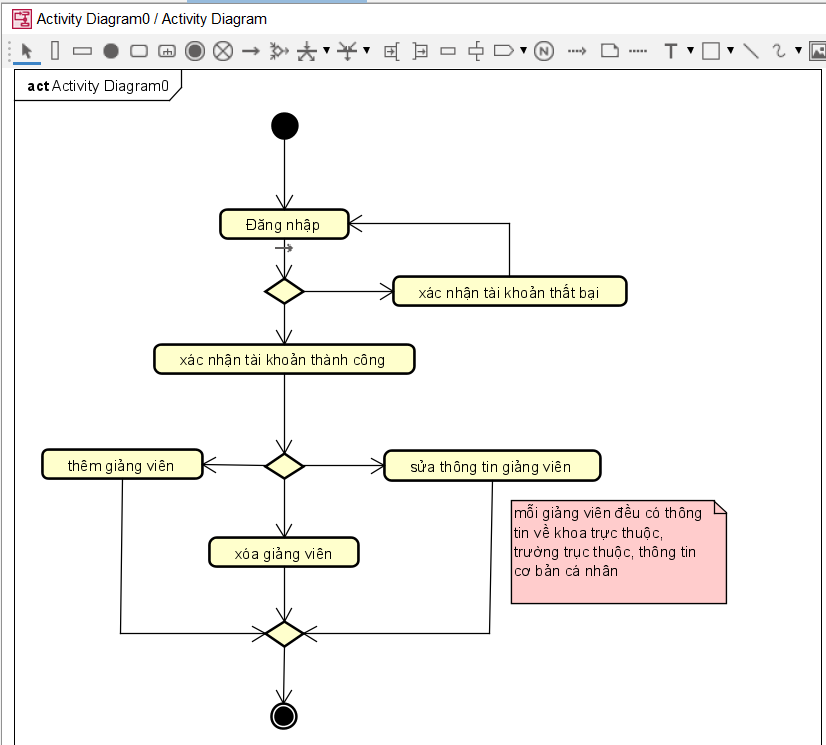 Activity Diagram0 / Activity Diagram
N
T
act Activity Diagram0
Đăng nhập
xác nhận tài khoản thất bại
xác nhận tài khoản thành công
thêm giảng viên
sửa thông tin giảng viên
mỗi giảng viên đều có thông
tin về khoa trực thuộc,
trường trực thuộc, thông tin
cơ bản cá nhân
xóa giảng viên